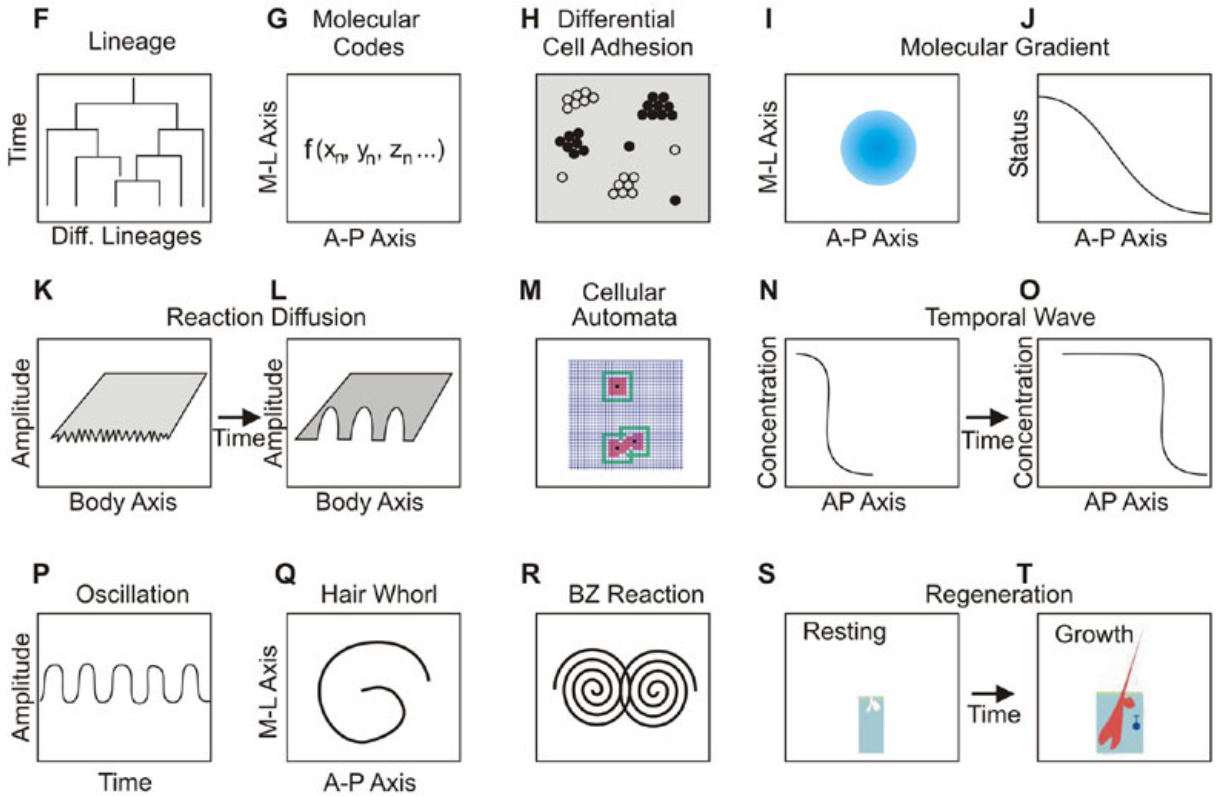 F
Lineage
Time
Diff. Lineages
G
Molecular
Codes
M-L Axis
f(xn, yn, zn ...)
A-P Axis
H
Differential
Cell Adhesion
I
J
Molecular Gradient
M-L Axis
A-P Axis
Status
A-P Axis
K
L
Reaction Diffusion
Amplitude
Body Axis
Time
Amplitude
Body Axis
M
Cellular
Automata
N
O
Temporal Wave
Concentration
AP Axis
Time
Concentration
AP Axis
P
Oscillation
Amplitude
Time
Q
Hair Whorl
M-L Axis
A-P Axis
R
BZ Reaction
S
T
Regeneration
Resting
Time
Growth